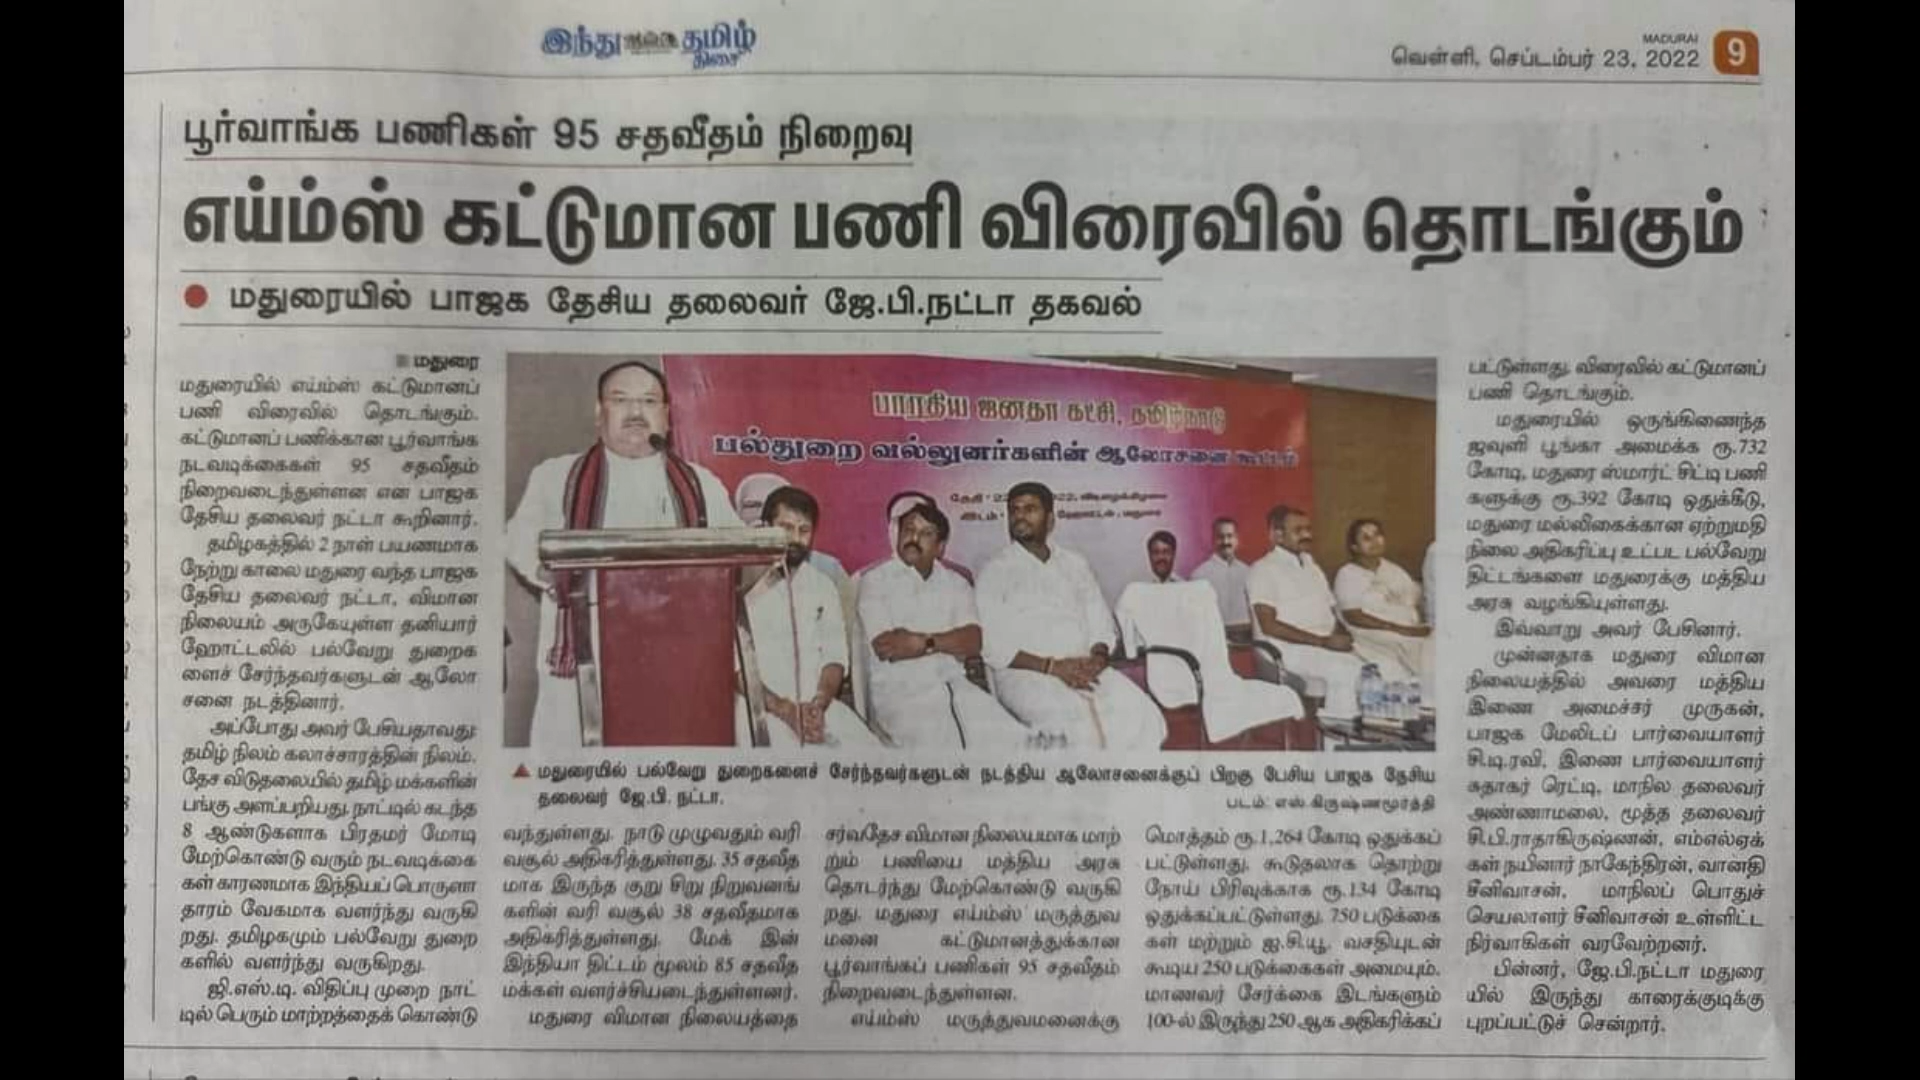 இந்து தமிழ் திசை
MADURAI
வெள்ளி, செப்டம்பர் 23, 2022 9
பூர்வாங்க பணிகள் 95 சதவீதம் நிறைவு
எய்ம்ஸ் கட்டுமான பணி விரைவில் தொடங்கும்
● மதுரையில் பாஜக தேசிய தலைவர் ஜே.பி.நட்டா தகவல்
■ மதுரை
மதுரையில் எய்ம்ஸ் கட்டுமானப்
பணி விரைவில் தொடங்கும்.
கட்டுமானப் பணிக்கான பூர்வாங்க
நடவடிக்கைகள் 95 சதவீதம்
நிறைவடைந்துள்ளன என பாஜக
தேசிய தலைவர் நட்டா கூறினார்.
தமிழகத்தில் 2 நாள் பயணமாக
நேற்று காலை மதுரை வந்த பாஜக
தேசிய தலைவர் நட்டா, விமான
நிலையம் அருகேயுள்ள தனியார்
ஹோட்டலில் பல்வேறு துறைக
ளைச் சேர்ந்தவர்களுடன் ஆலோ
சனை நடத்தினார்.
அப்போது அவர் பேசியதாவது:
தமிழ் நிலம் கலாச்சாரத்தின் நிலம்.
தேச விடுதலையில் தமிழ் மக்களின்
பங்கு அளப்பறியது. நாட்டில் கடந்த
8 ஆண்டுகளாக பிரதமர் மோடி
மேற்கொண்டு வரும் நடவடிக்கை
கள் காரணமாக இந்தியப் பொருளா
தாரம் வேகமாக வளர்ந்து வருகி
றது. தமிழகமும் பல்வேறு துறை
களில் வளர்ந்து வருகிறது.
ஜி.எஸ்.டி. விதிப்பு முறை நாட்
டில் பெரும் மாற்றத்தைக் கொண்டு
பாரதிய ஜனதா கட்சி, தமிழ்நாடு
பல்துறை வல்லுனர்களின் ஆலோசனை கூட்டம்
தேதி
இடம் ஹோட்டல், மதுரை
▲ மதுரையில் பல்வேறு துறைகளைச் சேர்ந்தவர்களுடன் நடத்திய ஆலோசனைக்குப் பிறகு பேசிய பாஜக தேசிய
தலைவர் ஜே.பி. நட்டா.
படம்: எஸ்.கிருஷ்ணமூர்த்தி
வந்துள்ளது. நாடு முழுவதும் வரி
வசூல் அதிகரித்துள்ளது. 35 சதவீத
மாக இருந்த குறு சிறு நிறுவனங்
களின் வரி வசூல் 38 சதவீதமாக
அதிகரித்துள்ளது. மேக் இன்
இந்தியா திட்டம் மூலம் 85 சதவீத
மக்கள் வளர்ச்சியடைந்துள்ளனர்.
மதுரை விமான நிலையத்தை
சர்வதேச விமான நிலையமாக மாற்
றும் பணியை மத்திய அரசு
தொடர்ந்து மேற்கொண்டு வருகி
றது. மதுரை எய்ம்ஸ் மருத்துவ
மனை கட்டுமானத்துக்கான
பூர்வாங்கப் பணிகள் 95 சதவீதம்
நிறைவடைந்துள்ளன.
எய்ம்ஸ் மருத்துவமனைக்கு
மொத்தம் ரூ.1,264 கோடி ஒதுக்கப்
பட்டுள்ளது. கூடுதலாக தொற்று
நோய் பிரிவுக்காக ரூ.134 கோடி
ஒதுக்கப்பட்டுள்ளது. 750 படுக்கை
கள் மற்றும் ஐ.சி.யூ. வசதியுடன்
கூடிய 250 படுக்கைகள் அமையும்.
மாணவர் சேர்க்கை இடங்களும்
100-ல் இருந்து 250 ஆக அதிகரிக்கப்
பட்டுள்ளது. விரைவில் கட்டுமானப்
பணி தொடங்கும்.
மதுரையில் ஒருங்கிணைந்த
ஜவுளி பூங்கா அமைக்க ரூ.732
கோடி, மதுரை ஸ்மார்ட் சிட்டி பணி
களுக்கு ரூ.392 கோடி ஒதுக்கீடு,
மதுரை மல்லிகைக்கான ஏற்றுமதி
நிலை அதிகரிப்பு உட்பட பல்வேறு
திட்டங்களை மதுரைக்கு மத்திய
அரசு வழங்கியுள்ளது.
இவ்வாறு அவர் பேசினார்.
முன்னதாக மதுரை விமான
நிலையத்தில் அவரை மத்திய
இணை அமைச்சர் முருகன்,
பாஜக மேலிடப் பார்வையாளர்
சி.டி.ரவி, இணை பார்வையாளர்
சுதாகர் ரெட்டி, மாநில தலைவர்
அண்ணாமலை, மூத்த தலைவர்
சி.பி.ராதாகிருஷ்ணன், எம்எல்ஏக்
கள் நயினார் நாகேந்திரன், வானதி
சீனிவாசன், மாநிலப் பொதுச்
செயலாளர் சீனிவாசன் உள்ளிட்ட
நிர்வாகிகள் வரவேற்றனர்.
பின்னர், ஜே.பி.நட்டா மதுரை
யில் இருந்து காரைக்குடிக்கு
புறப்பட்டுச் சென்றார்.